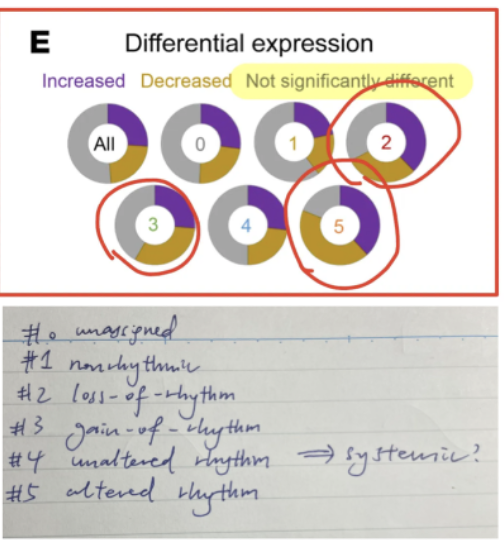 E Differential expression
Increased Decreased Not significantly different
All 0 1 2
3 4 5
#0 unassigned
#1 nonrhythmic
#2 loss-of-rhythm
#3 gain-of-rhythm
#4 unaltered rhythm ⇒ systemic?
#5 altered rhythm